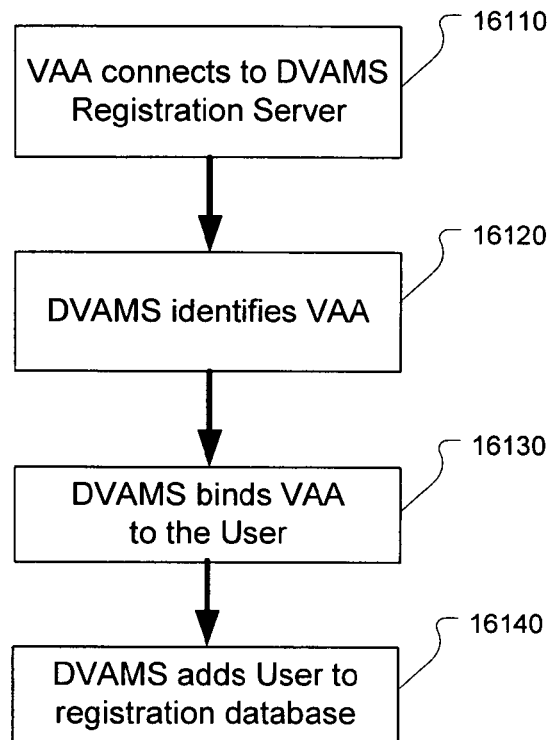 16110
VAA connects to DVAMS
Registration Server
16120
DVAMS identifies VAA
16130
DVAMS binds VAA
to the User
16140
DVAMS adds User to
registration database